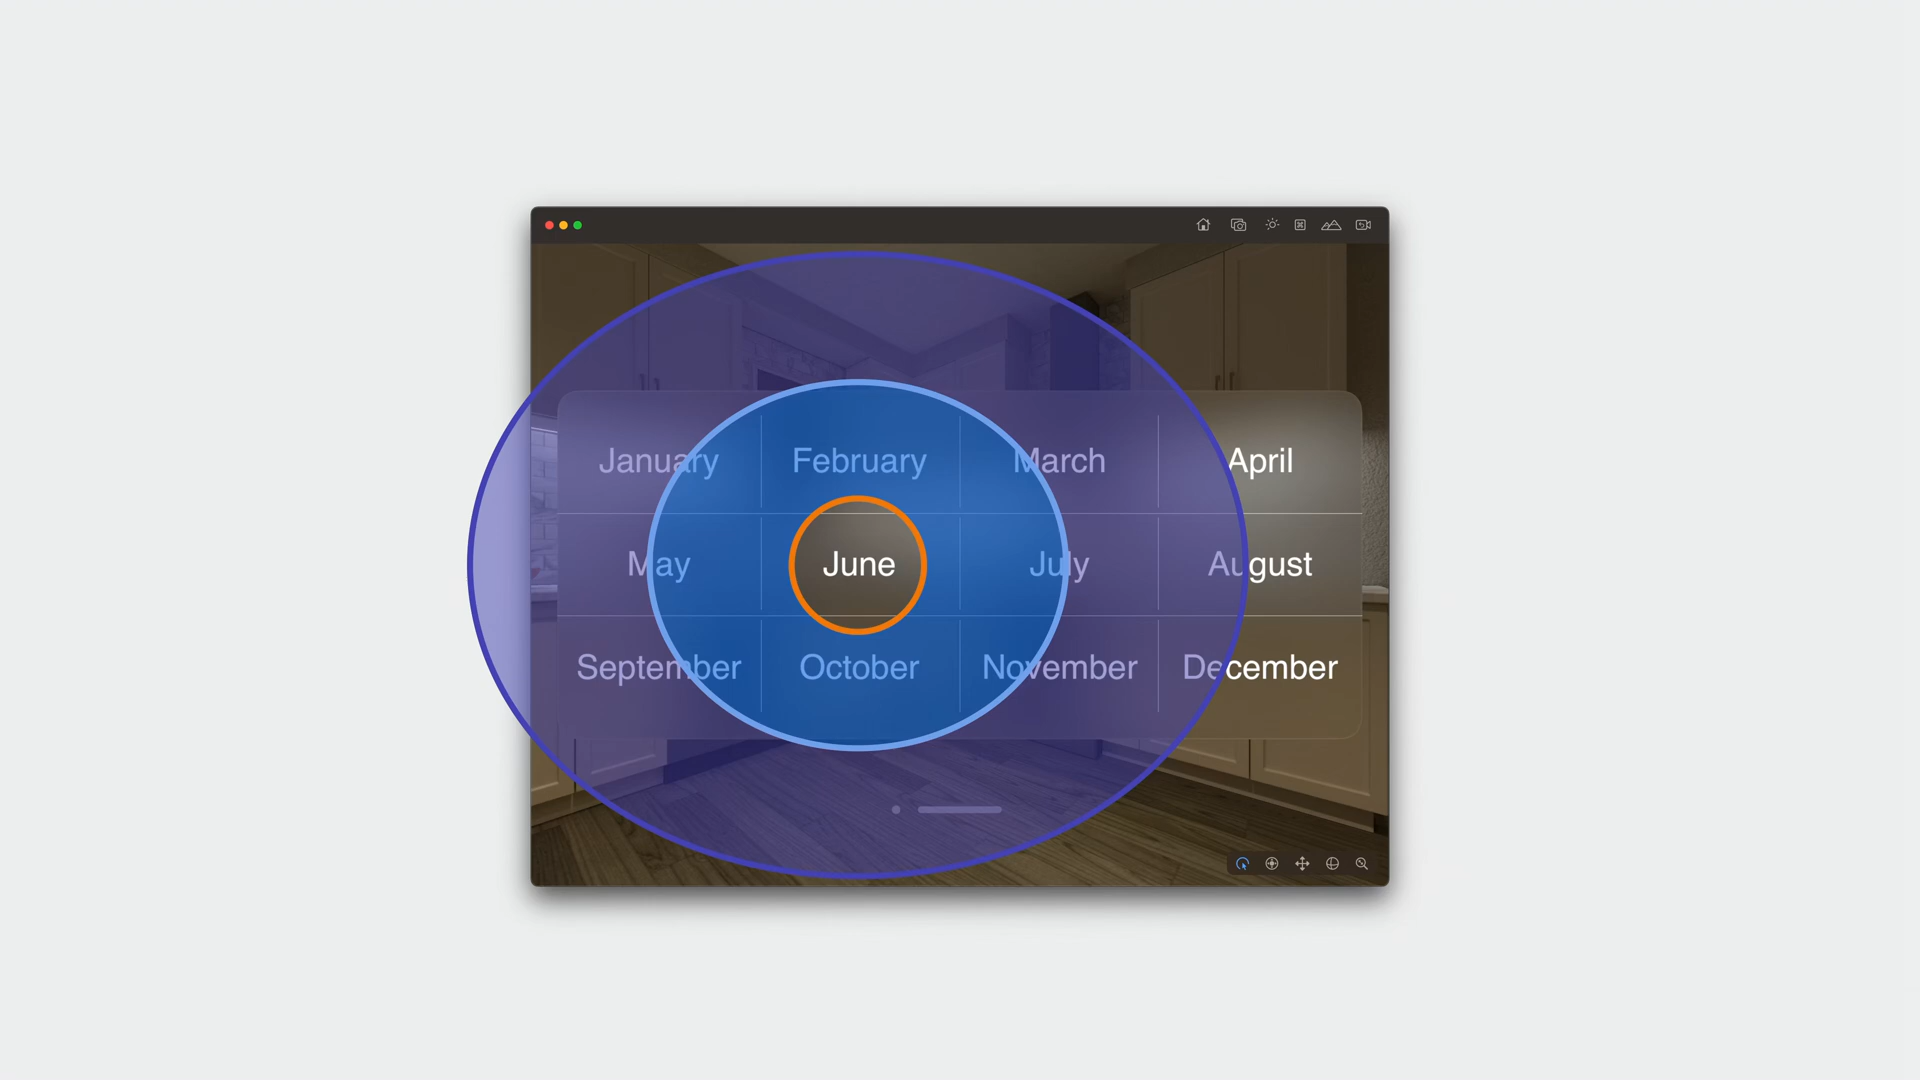 January February March April
May June July August
September October November December